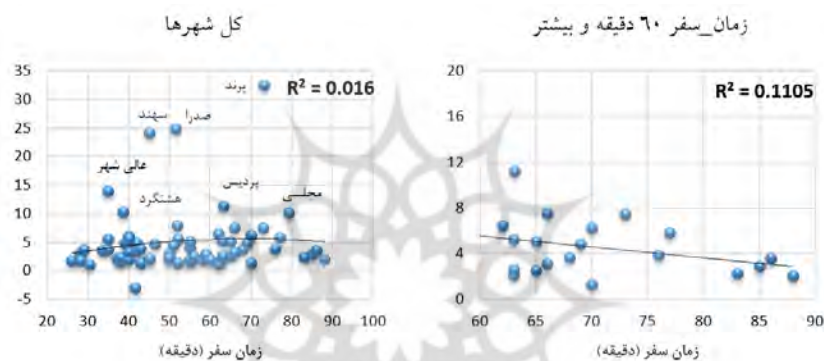 زمان_سفر ٦٠ دقیقه و بیشتر
20
16
12
8
4
0
R² = 0.1105
60 65 70 75 80 85 90
زمان سفر (دقیقه)
کل شهرها
35
30
25
20
15
10
5
0
-5
پرند
R² = 0.016
سهند
صدرا
عالی شهر
هشتگرد
پردیس
مجلسی
20 30 40 50 60 70 80 90 100
زمان سفر (دقیقه)